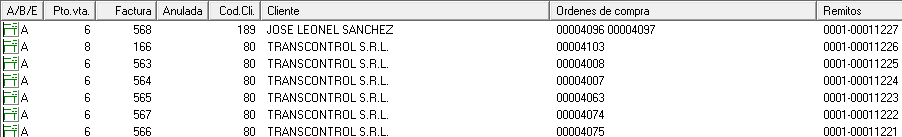 A/B/E Pto.vta. Factura Anulada Cod.Cli. Cliente Ordenes de compra Remitos
A 6 568 189 JOSE LEONEL SANCHEZ 00004096 00004097 0001-00011227
A 8 166 80 TRANSCONTROL S.R.L. 00004103 0001-00011226
A 6 563 80 TRANSCONTROL S.R.L. 00004008 0001-00011225
A 6 564 80 TRANSCONTROL S.R.L. 00004007 0001-00011224
A 6 565 80 TRANSCONTROL S.R.L. 00004063 0001-00011223
A 6 567 80 TRANSCONTROL S.R.L. 00004074 0001-00011222
A 6 566 80 TRANSCONTROL S.R.L. 00004075 0001-00011221